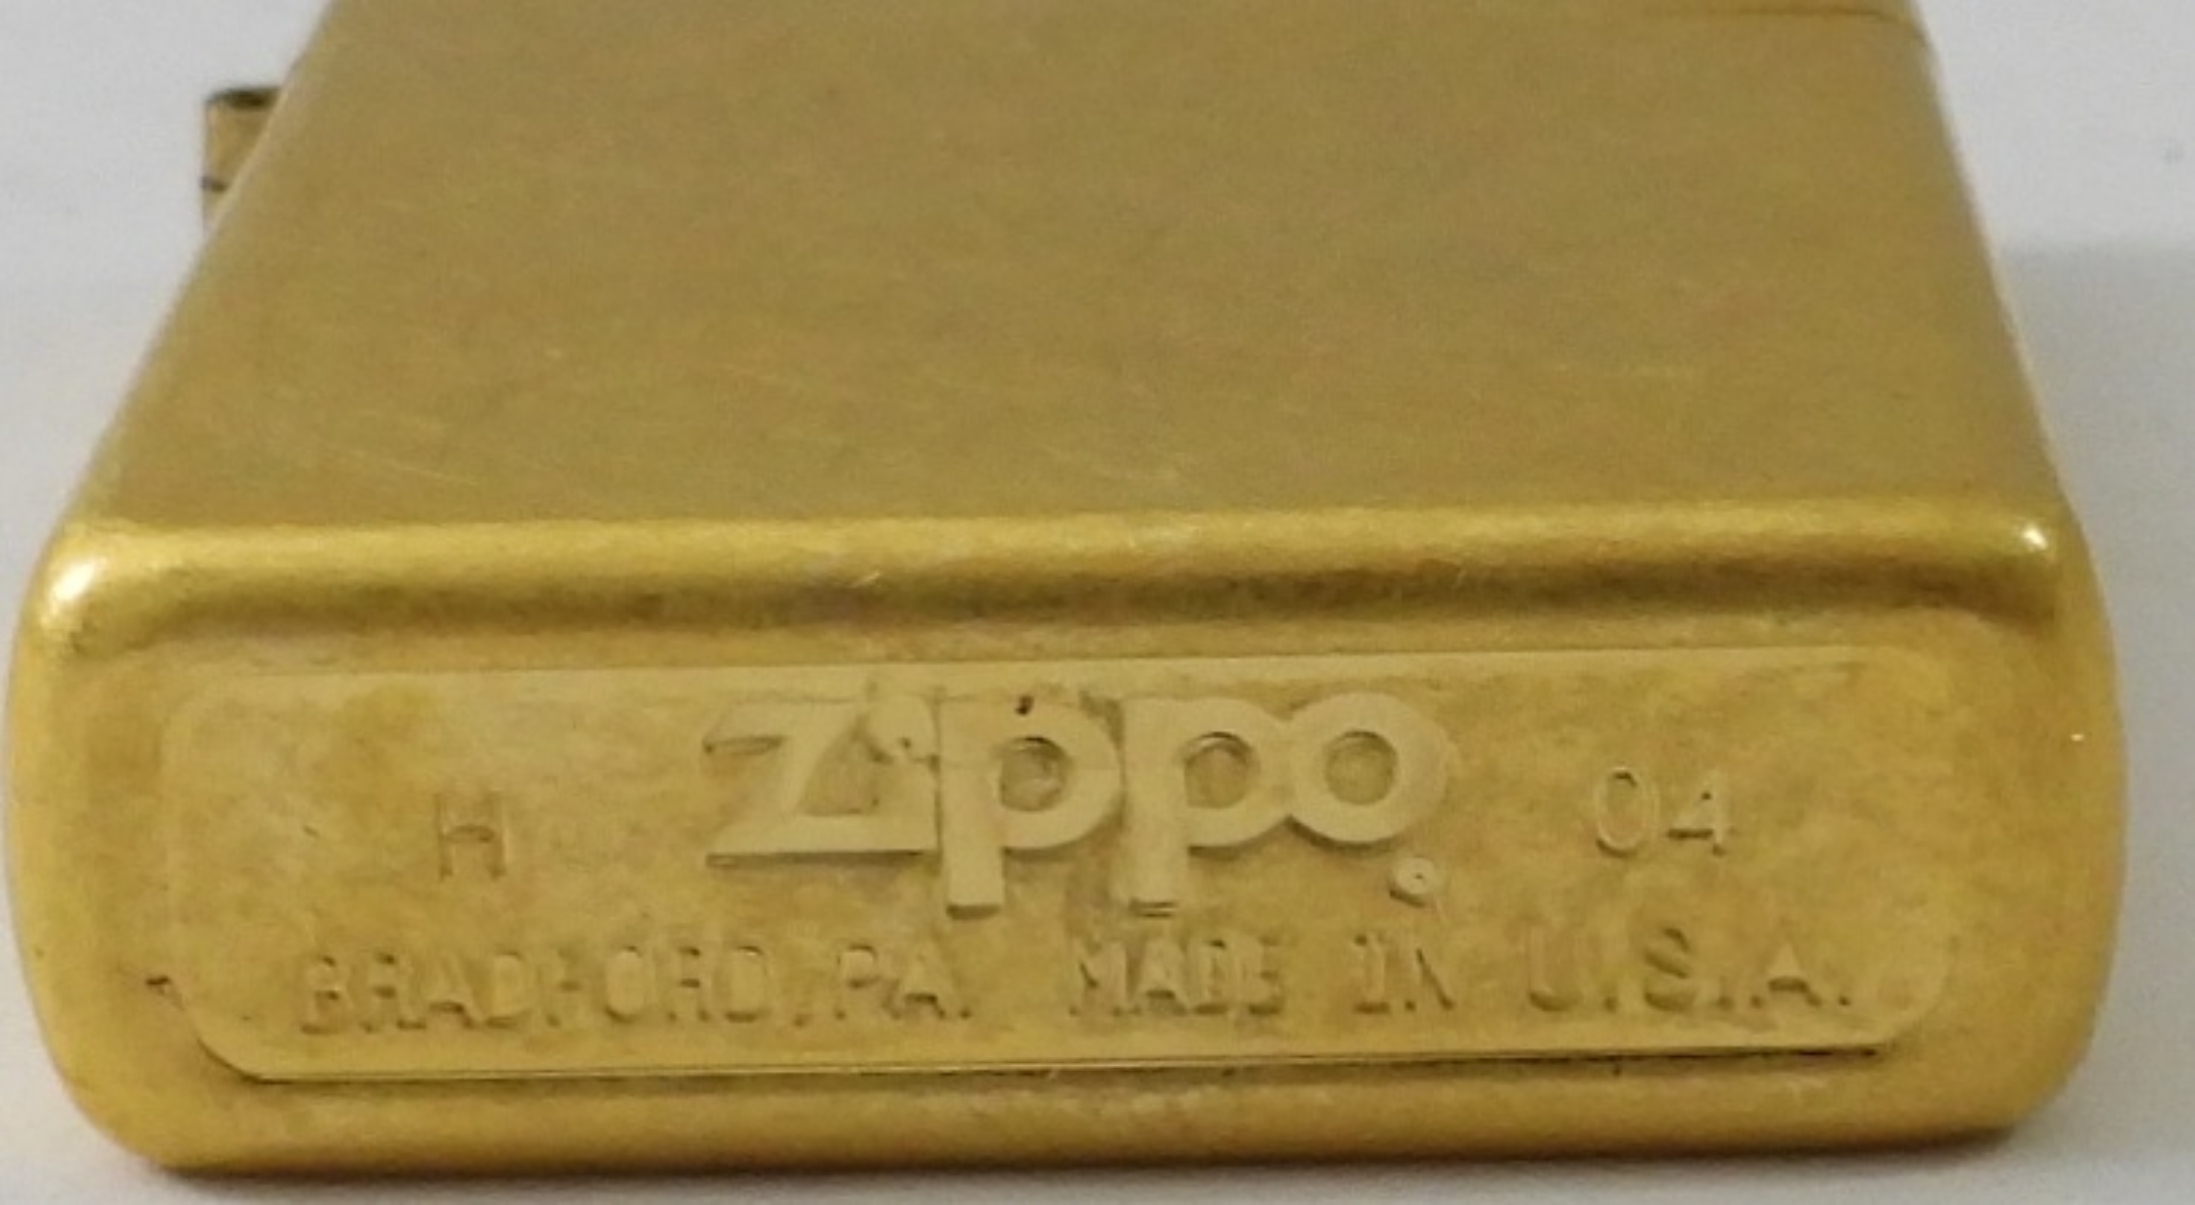 H zippo 04
BRADFORD, PA. MADE IN U.S.A.